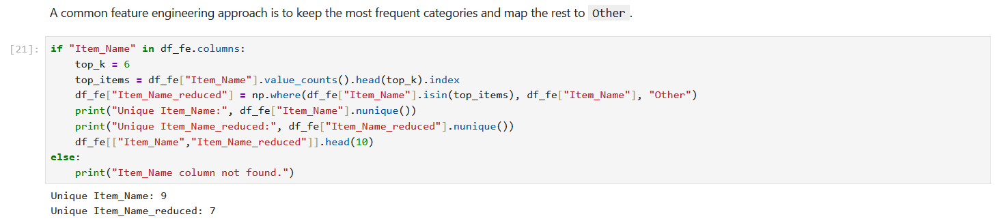 A common feature engineering approach is to keep the most frequent categories and map the rest to Other.
[21]:
if "Item_Name" in df_fe.columns:
    top_k = 6
    top_items = df_fe["Item_Name"].value_counts().head(top_k).index
    df_fe["Item_Name_reduced"] = np.where(df_fe["Item_Name"].isin(top_items), df_fe["Item_Name"], "Other")
    print("Unique Item_Name:", df_fe["Item_Name"].nunique())
    print("Unique Item_Name_reduced:", df_fe["Item_Name_reduced"].nunique())
    df_fe[["Item_Name","Item_Name_reduced"]].head(10)
else:
    print("Item_Name column not found.")
Unique Item_Name: 9
Unique Item_Name_reduced: 7